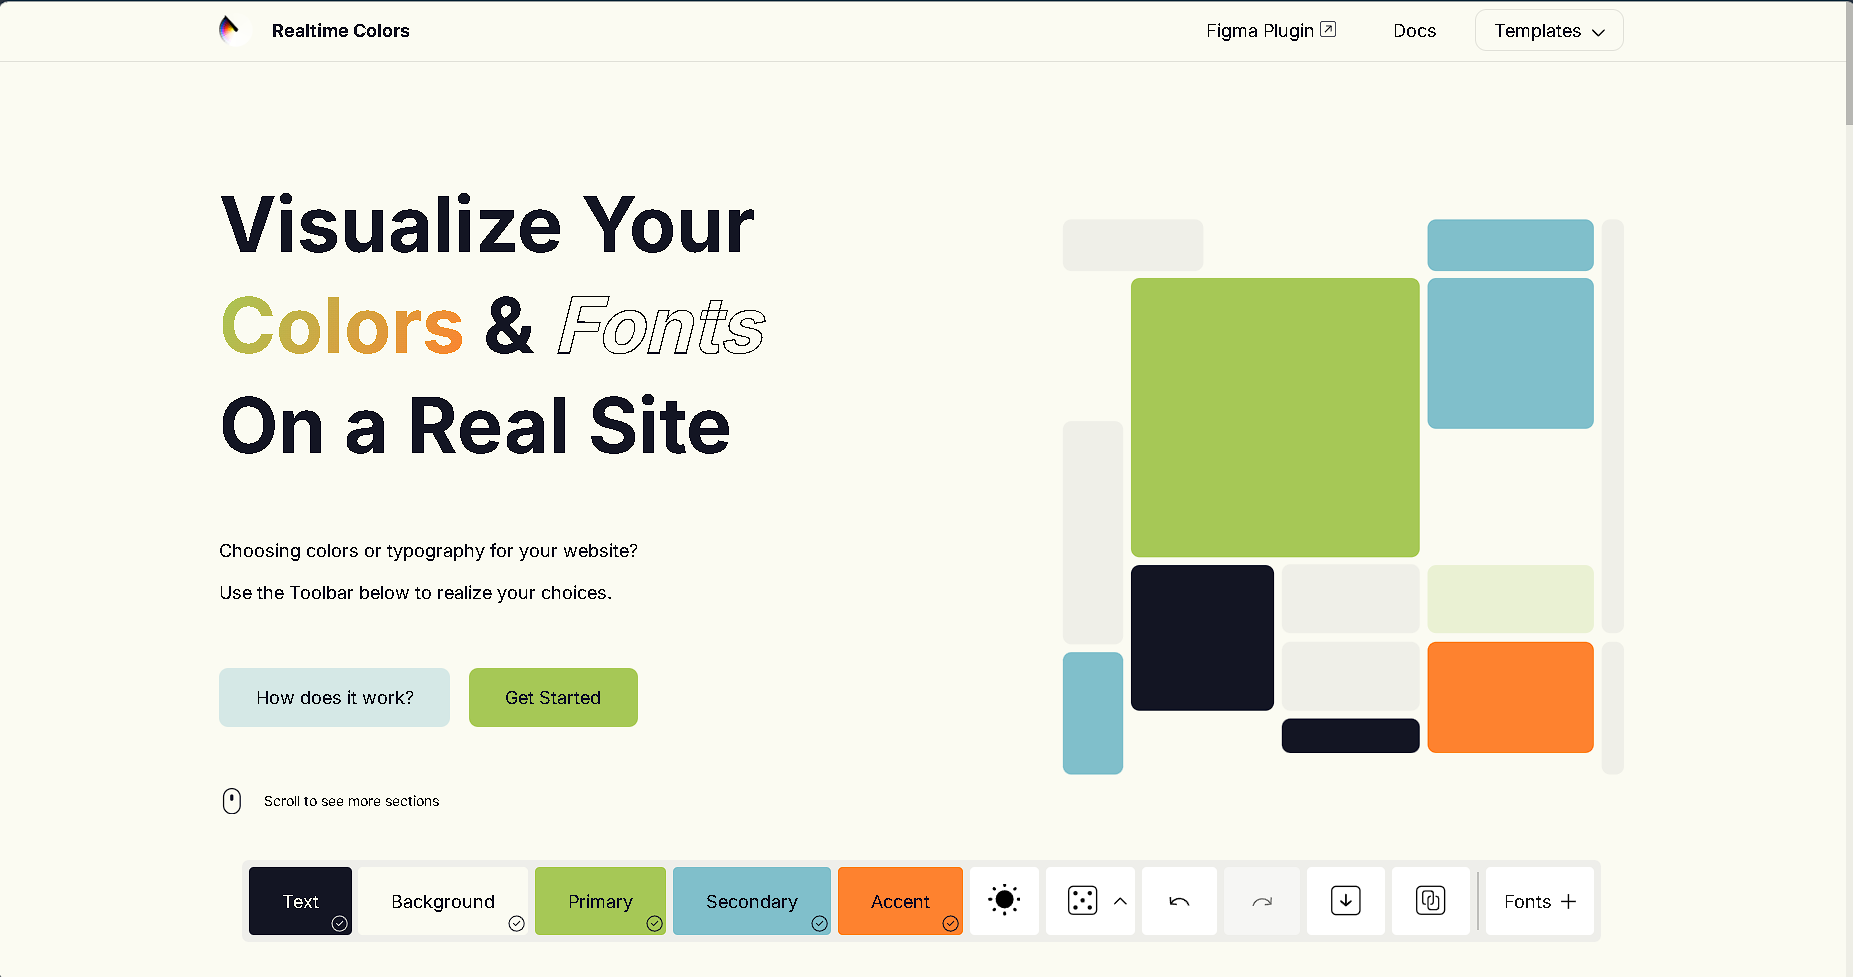 Realtime Colors
Figma Plugin
Docs
Templates
Visualize Your
Colors & Fonts
On a Real Site
Choosing colors or typography for your website?
Use the Toolbar below to realize your choices.
How does it work?
Get Started
Scroll to see more sections
Text
Background
Primary
Secondary
Accent
Fonts